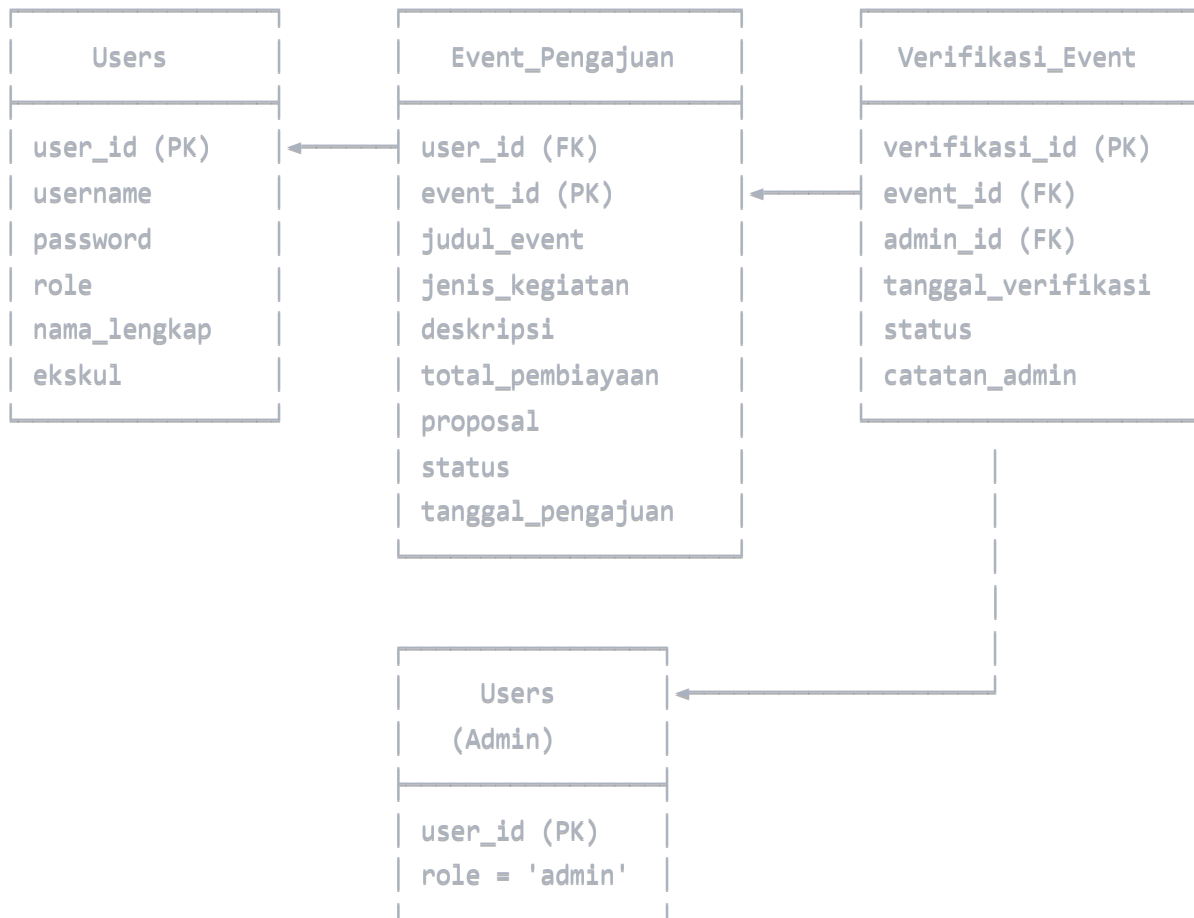 Users
user_id (PK)
username
password
role
nama_lengkap
ekskul
Event_Pengajuan
user_id (FK)
event_id (PK)
judul_event
jenis_kegiatan
deskripsi
total_pembiayaan
proposal
status
tanggal_pengajuan
Verifikasi_Event
verifikasi_id (PK)
event_id (FK)
admin_id (FK)
tanggal_verifikasi
status
catatan_admin
Users
(Admin)
user_id (PK)
role = 'admin'